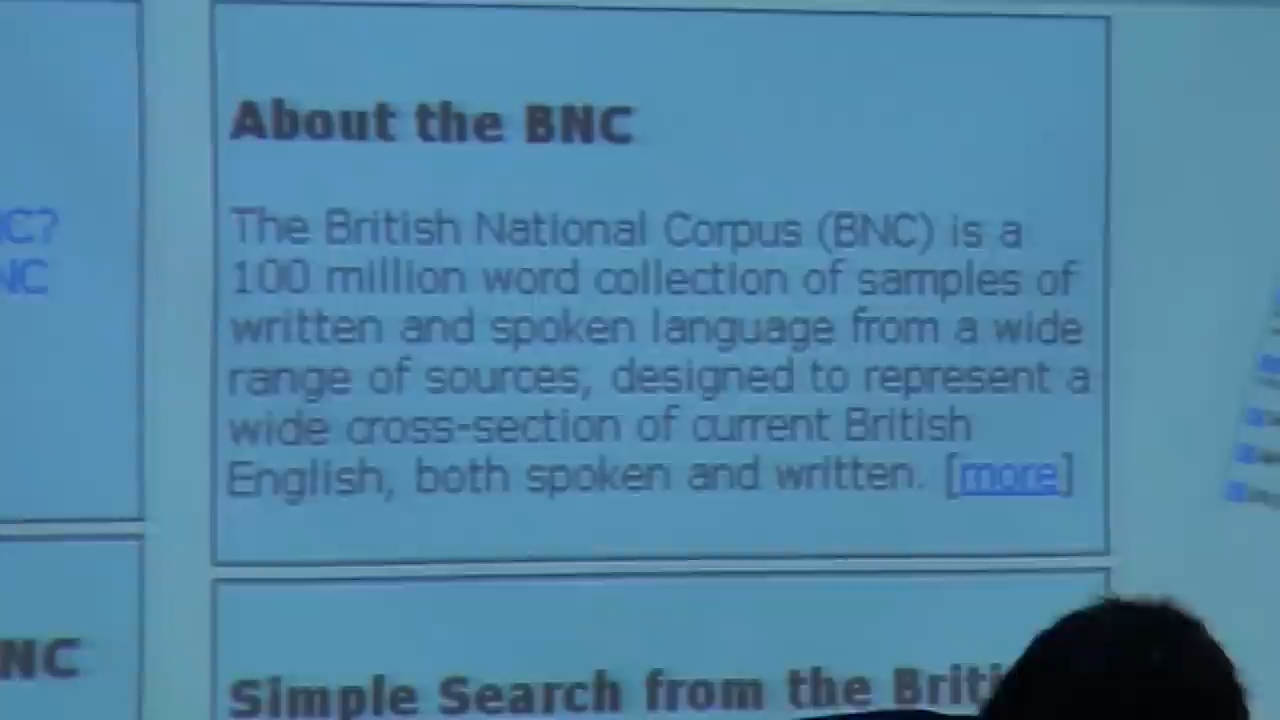 About the BNC
The British National Corpus (BNC) is a
100 million word collection of samples of
written and spoken language from a wide
range of sources, designed to represent a
wide cross-section of current British
English, both spoken and written. [more]
Simple Search from the Briti
C?
NC
NC